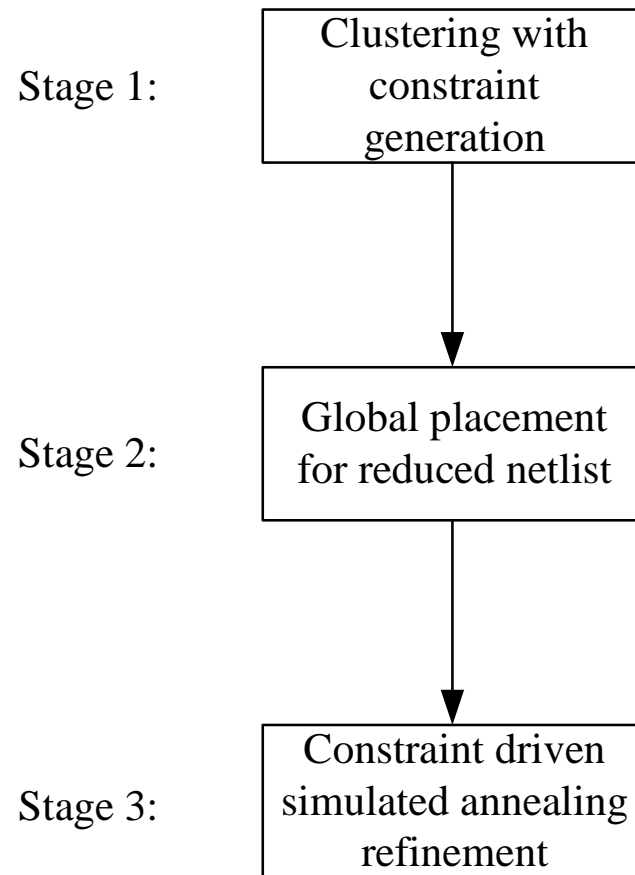 Stage 1:
Clustering with
constraint
generation
Stage 2:
Global placement
for reduced netlist
Stage 3:
Constraint driven
simulated annealing
refinement